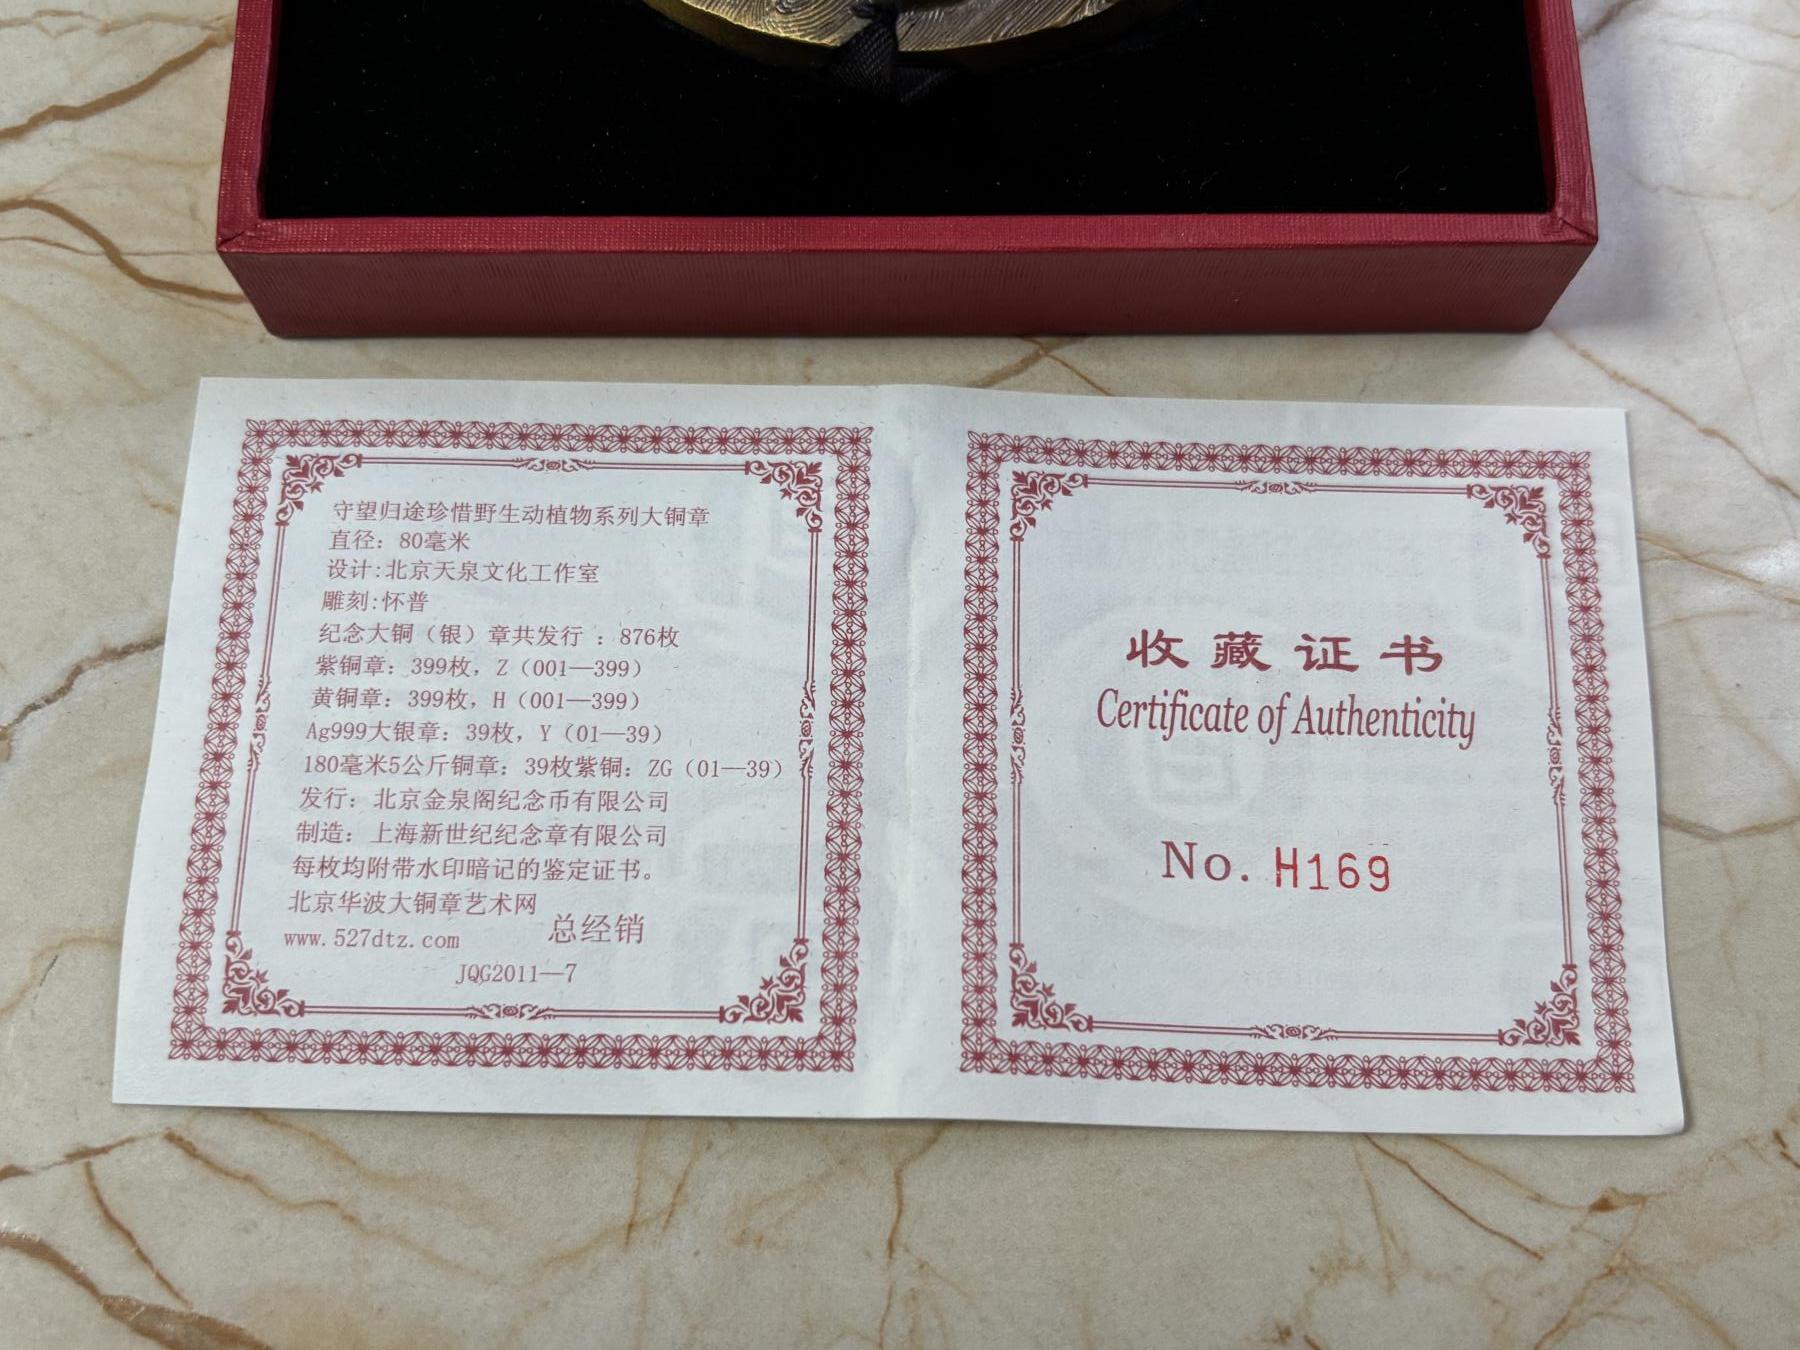 守望归途珍惜野生动植物系列大铜章
直径：80毫米
设计:北京天泉文化工作室
雕刻:怀普
纪念大铜（银）章共发行 ：876枚
紫铜章：399枚，Z（001—399）
黄铜章：399枚，H（001—399）
Ag999大银章：39枚，Y（01—39）
180毫米5公斤铜章：39枚紫铜：ZG（01—39）
发行：北京金泉阁纪念币有限公司
制造：上海新世纪纪念章有限公司
每枚均附带水印暗记的鉴定证书。
北京华波大铜章艺术网
www.527dtz.com 总经销
JQG2011—7
收藏证书
Certificate of Authenticity
No. H169